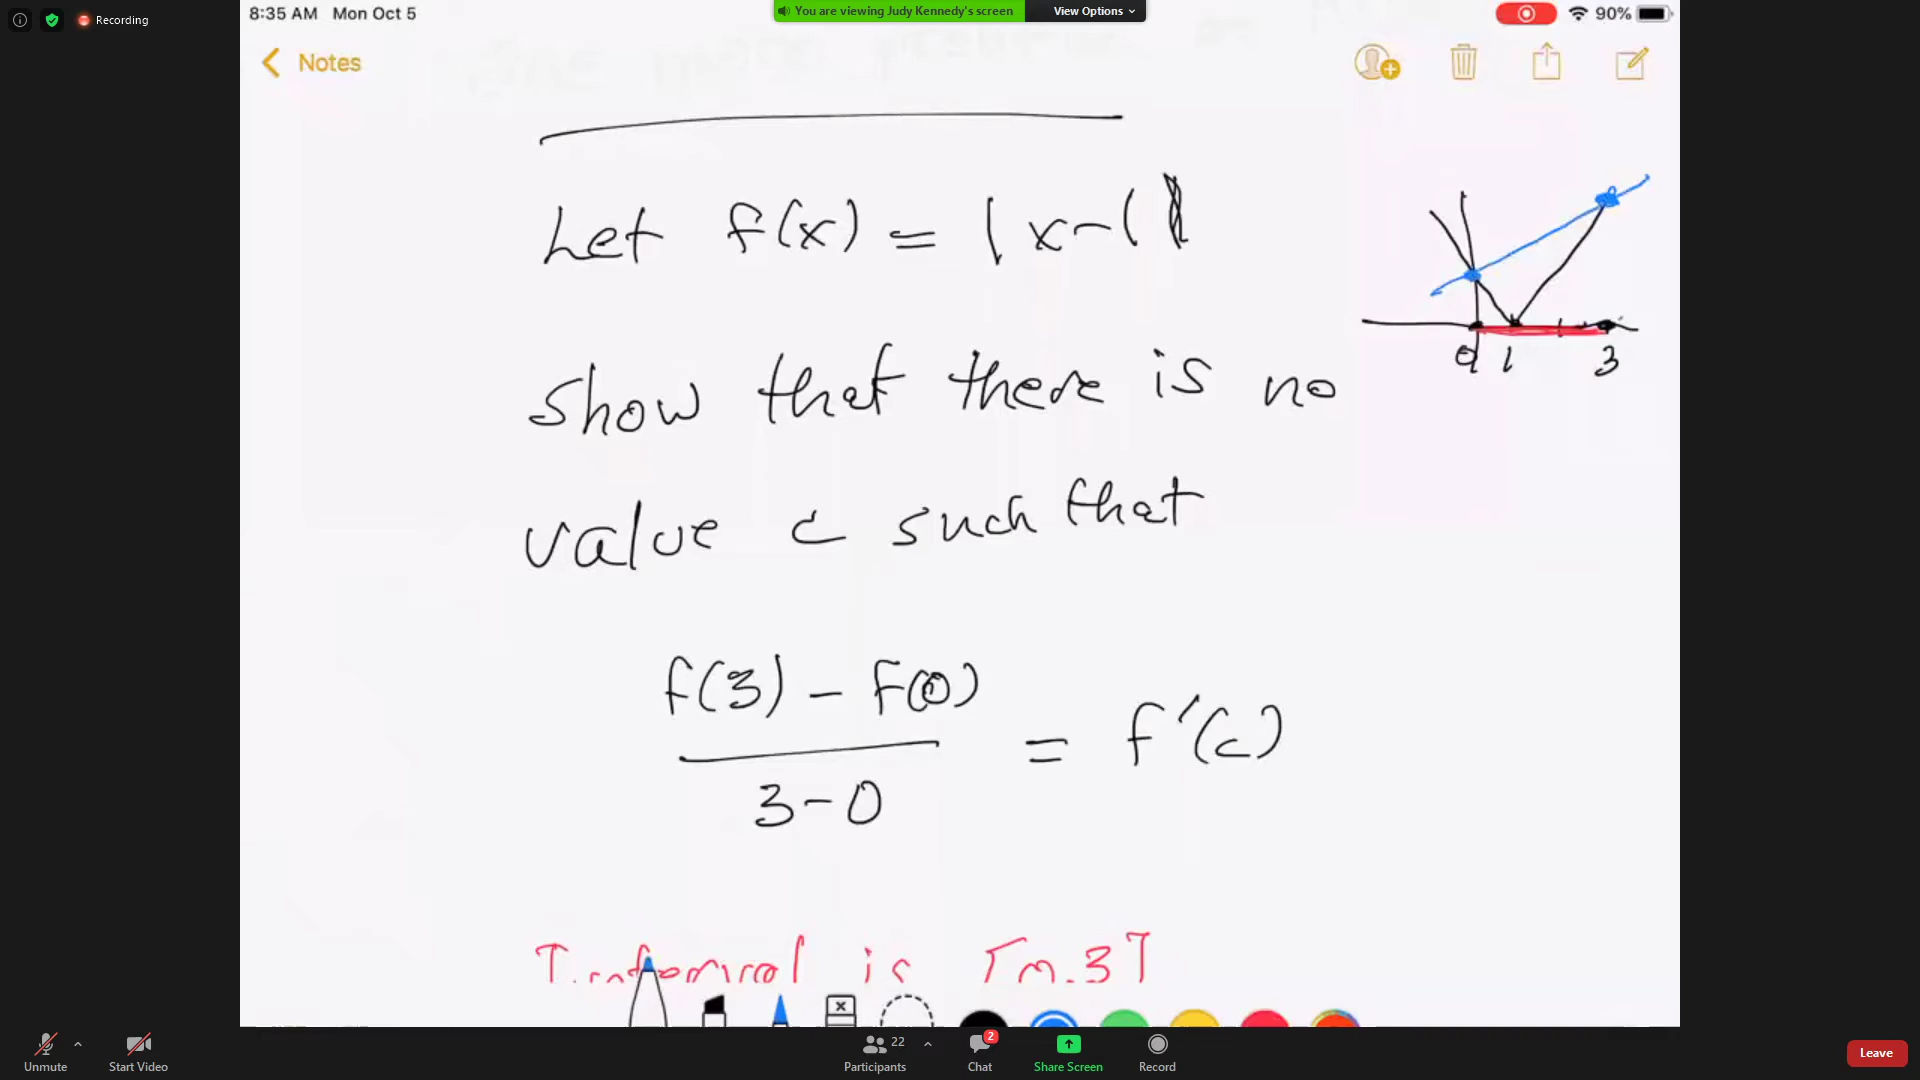 Recording
8:35 AM Mon Oct 5
You are viewing Judy Kennedy's screen
View Options
90%
Notes
Let f(x) = |x-1|
show that there is no
value c such that
f(3) - f(0)
3-0
= f'(c)
0 1 3
Interval is [0,3]
Unmute
Start Video
22
Participants
2
Chat
Share Screen
Record
Leave